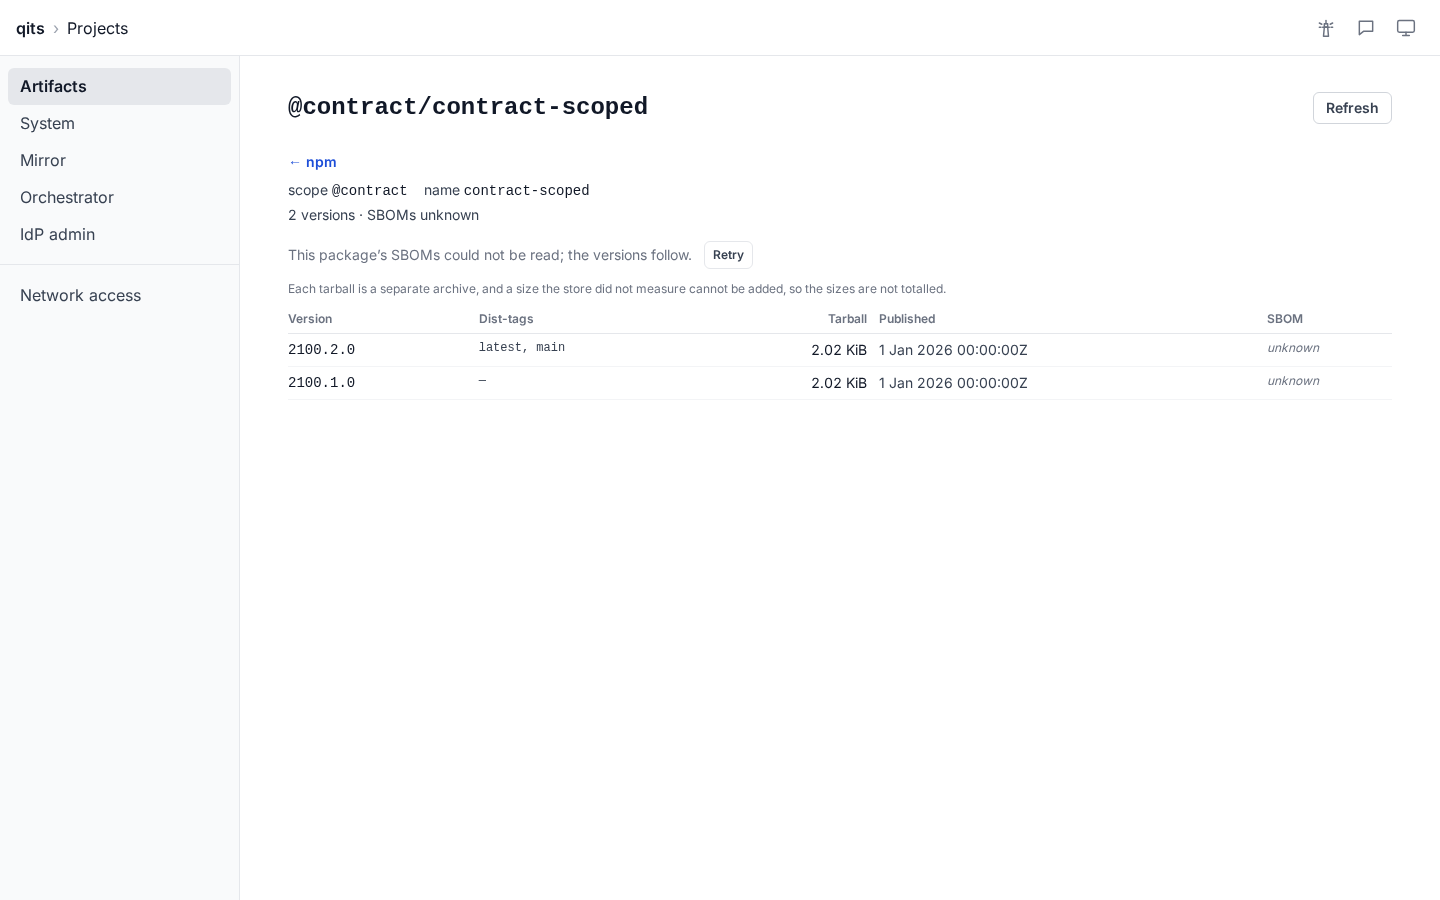 qits › Projects
Artifacts
System
Mirror
Orchestrator
IdP admin
Network access
@contract/contract-scoped
Refresh
← npm
scope @contract name contract-scoped
2 versions · SBOMs unknown
This package’s SBOMs could not be read; the versions follow. Retry
Each tarball is a separate archive, and a size the store did not measure cannot be added, so the sizes are not totalled.
Version Dist-tags Tarball Published SBOM
2100.2.0 latest, main 2.02 KiB 1 Jan 2026 00:00:00Z unknown
2100.1.0 — 2.02 KiB 1 Jan 2026 00:00:00Z unknown